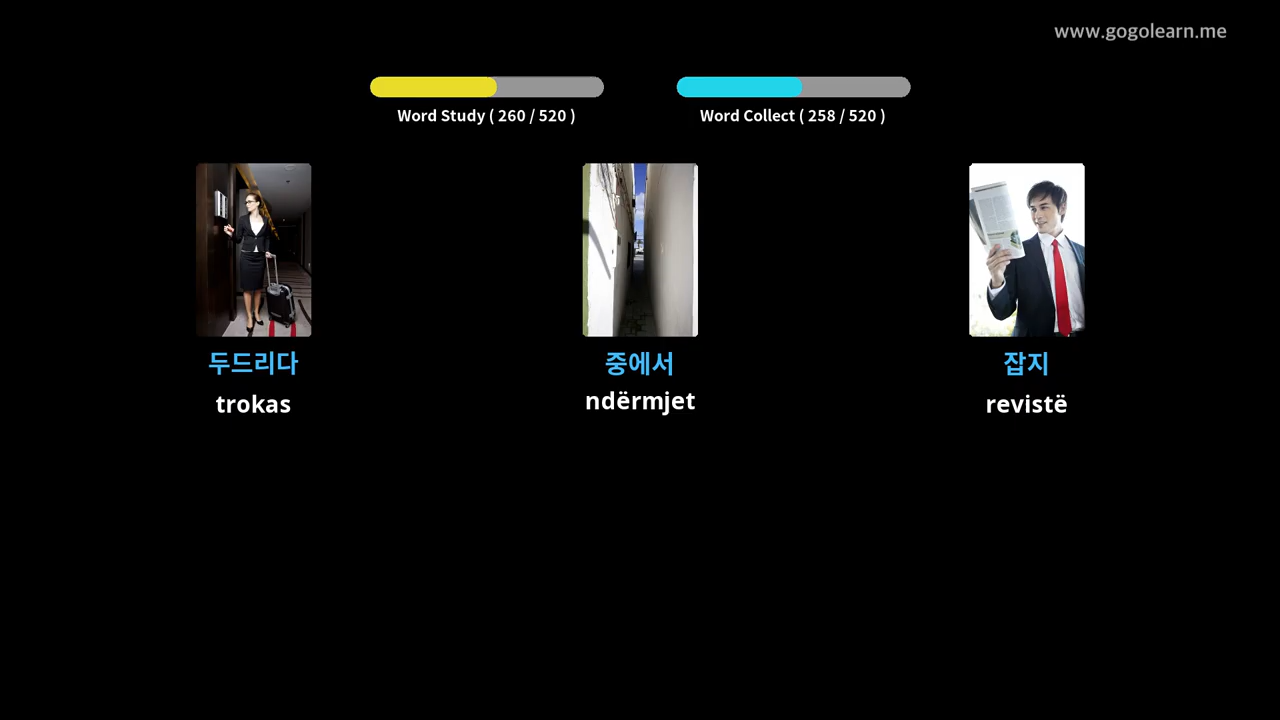 www.gogolearn.me
Word Study ( 260 / 520 )
Word Collect ( 258 / 520 )
두드리다
중에서
잡지
trokas
ndërmjet
revistë